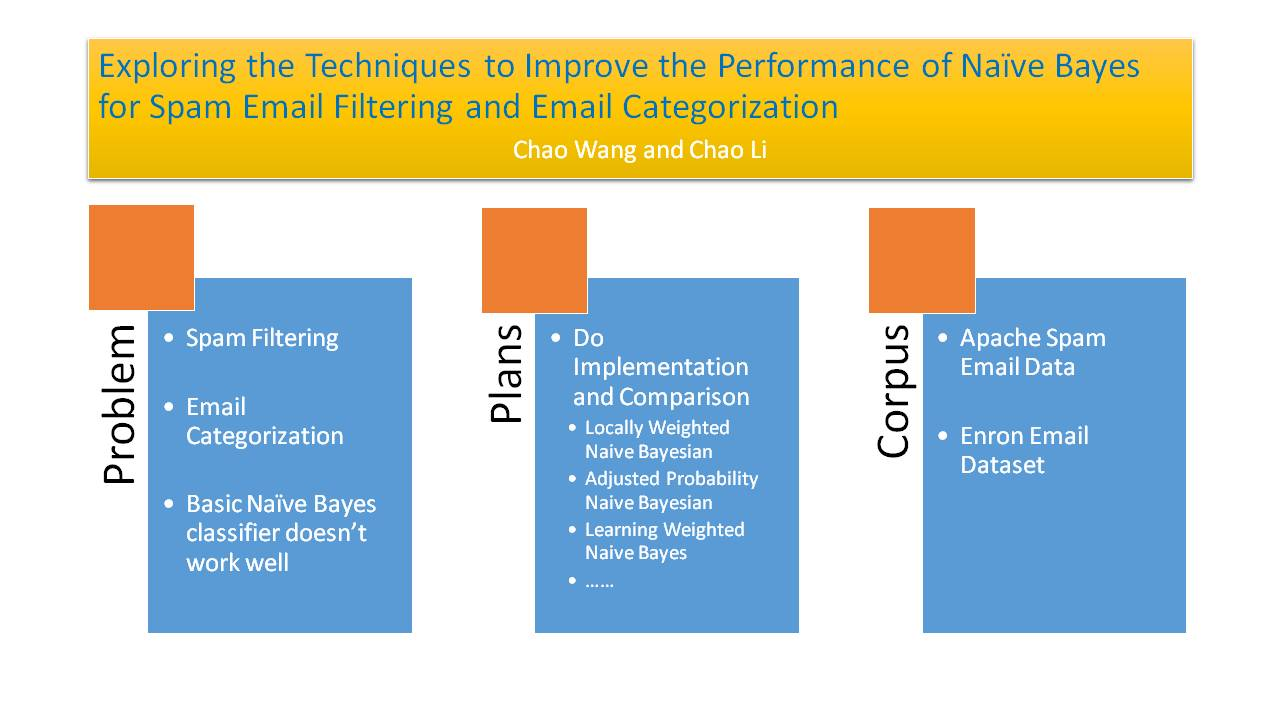 Exploring the Techniques to Improve the Performance of Naïve Bayes
for Spam Email Filtering and Email Categorization
Chao Wang and Chao Li
Problem
• Spam Filtering
• Email
Categorization
• Basic Naïve Bayes
classifier doesn’t
work well
Plans
• Do
Implementation
and Comparison
• Locally Weighted
Naive Bayesian
• Adjusted Probability
Naive Bayesian
• Learning Weighted
Naive Bayes
• ……
Corpus
• Apache Spam
Email Data
• Enron Email
Dataset